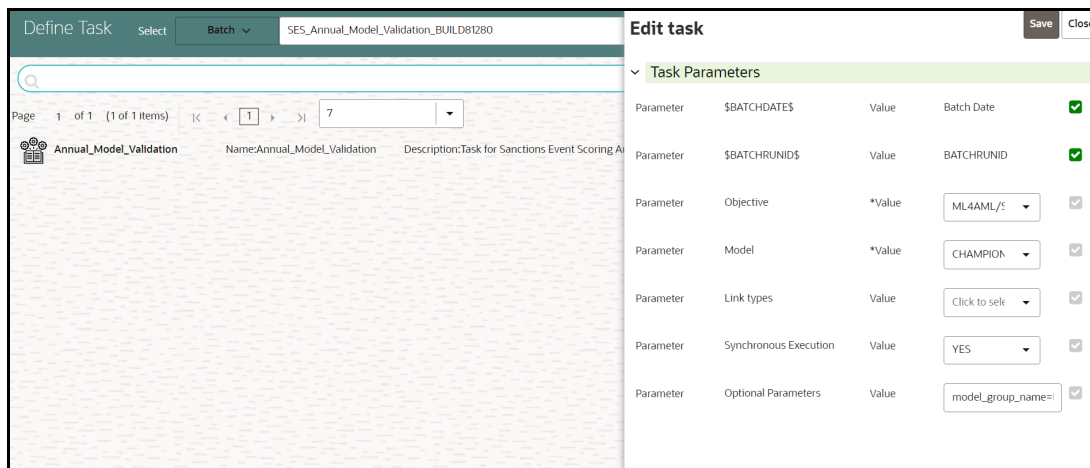 Define Task Select Batch SES_Annual_Model_Validation_BUILD81280
Page 1 of 1 (1 of 1 items) 1 7
Annual_Model_Validation Name:Annual_Model_Validation Description:Task for Sanctions Event Scoring
Edit task Save Close
Task Parameters
Parameter $BATCHDATE$ Value Batch Date
Parameter $BATCHRUNID$ Value BATCHRUNID
Parameter Objective *Value ML4AML/S
Parameter Model *Value CHAMPION
Parameter Link types Value Click to sele
Parameter Synchronous Execution Value YES
Parameter Optional Parameters Value model_group_name=